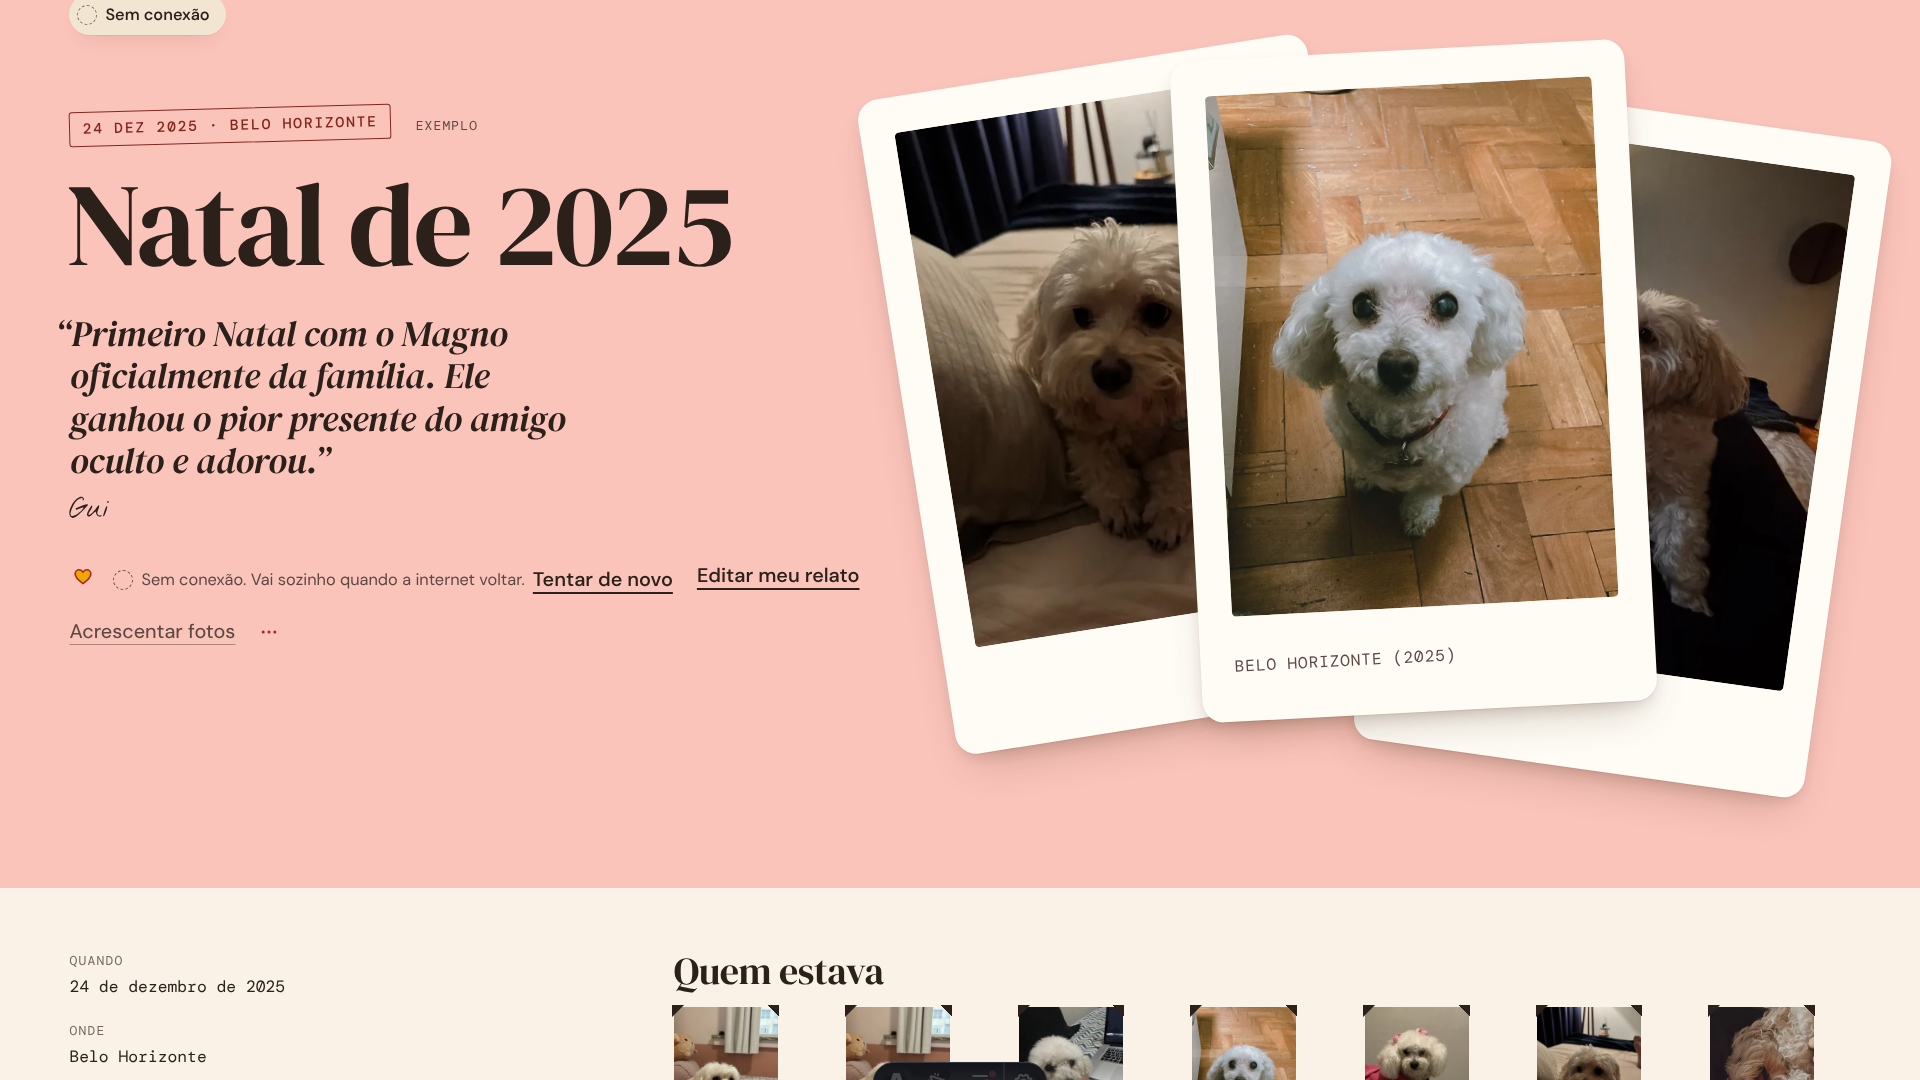 Sem conexão
24 DEZ 2025 · BELO HORIZONTE
EXEMPLO
Natal de 2025
“Primeiro Natal com o Magno
oficialmente da família. Ele
ganhou o pior presente do amigo
oculto e adorou.”
Gui
Sem conexão. Vai sozinho quando a internet voltar. Tentar de novo
Editar meu relato
Acrescentar fotos
BELO HORIZONTE (2025)
QUANDO
24 de dezembro de 2025
ONDE
Belo Horizonte
Quem estava